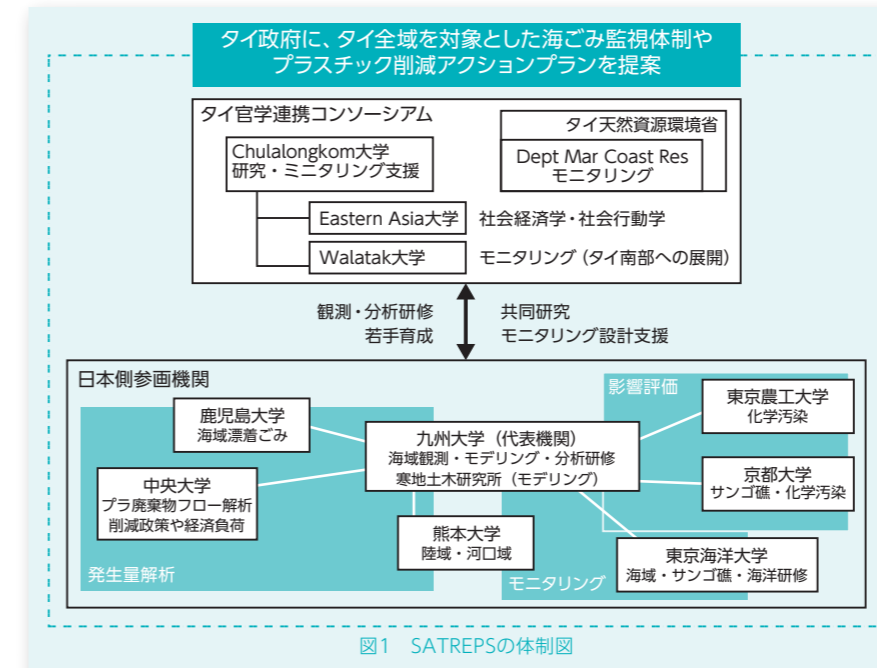 タイ政府に、タイ全域を対象とした海ごみ監視体制や
プラスチック削減アクションプランを提案
タイ官学連携コンソーシアム
Chulalongkom大学
研究・ミニタリング支援
タイ天然資源環境省
Dept Mar Coast Res
モニタリング
Eastern Asia大学
社会経済学・社会行動学
Walatak大学
モニタリング（タイ南部への展開）
観測・分析研修
若手育成
共同研究
モニタリング設計支援
日本側参画機関
影響評価
鹿児島大学
海域漂着ごみ
東京農工大学
化学汚染
九州大学（代表機関）
海域観測・モデリング・分析研修
寒地土木研究所（モデリング）
中央大学
プラ廃棄物フロー解析
削減政策や経済負荷
京都大学
サンゴ礁・化学汚染
熊本大学
陸域・河口域
東京海洋大学
海域・サンゴ礁・海洋研修
発生量解析
モニタリング
図1　SATREPSの体制図